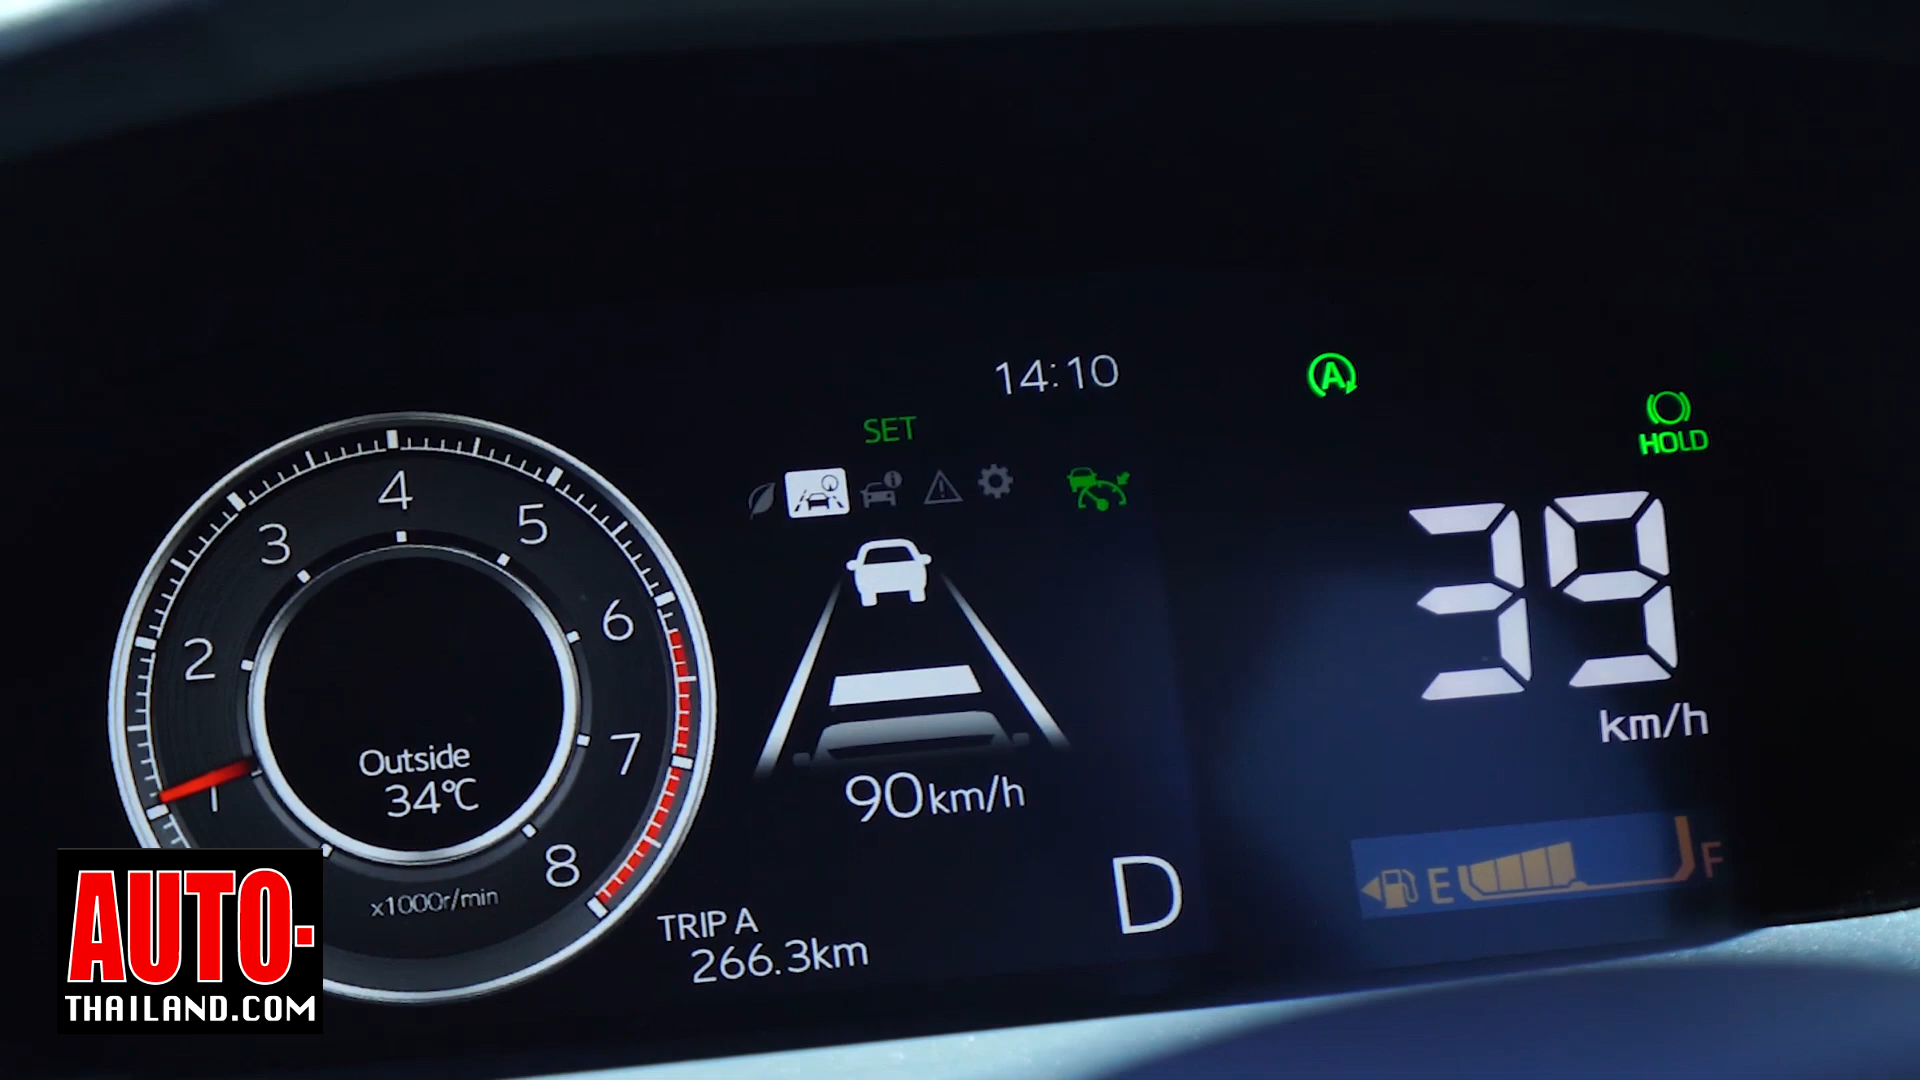 14:10
A
SET
HOLD
4
3
5
2
6
1
7
8
39
km/h
Outside
34°C
90km/h
x1000r/min
D
E
F
TRIP A
266.3km
AUTO-
THAILAND.COM